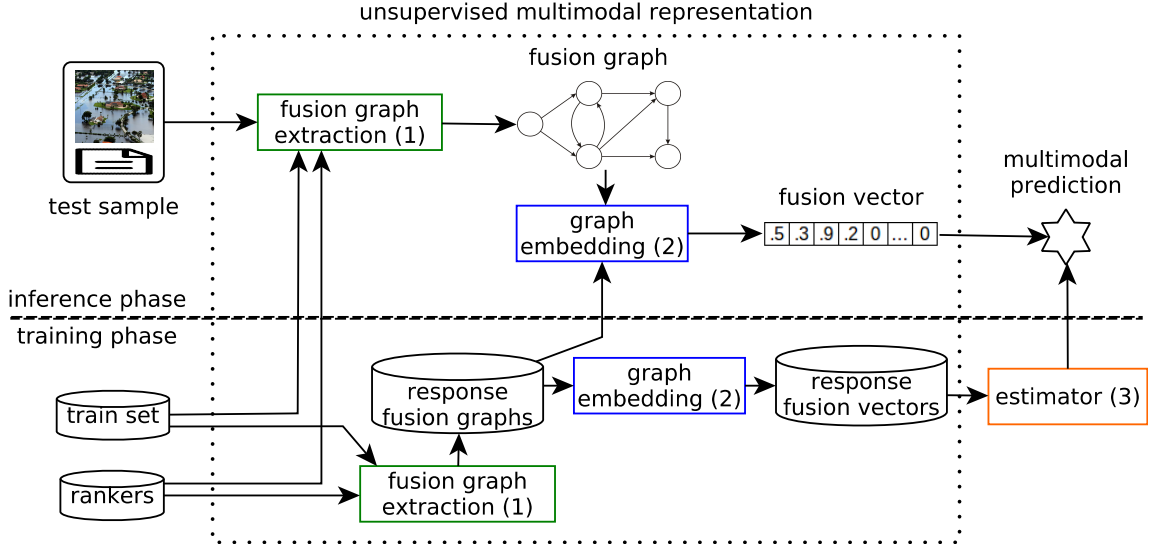 unsupervised multimodal representation
fusion graph
fusion graph
extraction (1)
test sample
multimodal
prediction
graph
embedding (2)
fusion vector
.5 .3 .9 .2 0 ... 0
inference phase
training phase
response
fusion graphs
graph
embedding (2)
response
fusion vectors
estimator (3)
train set
rankers
fusion graph
extraction (1)